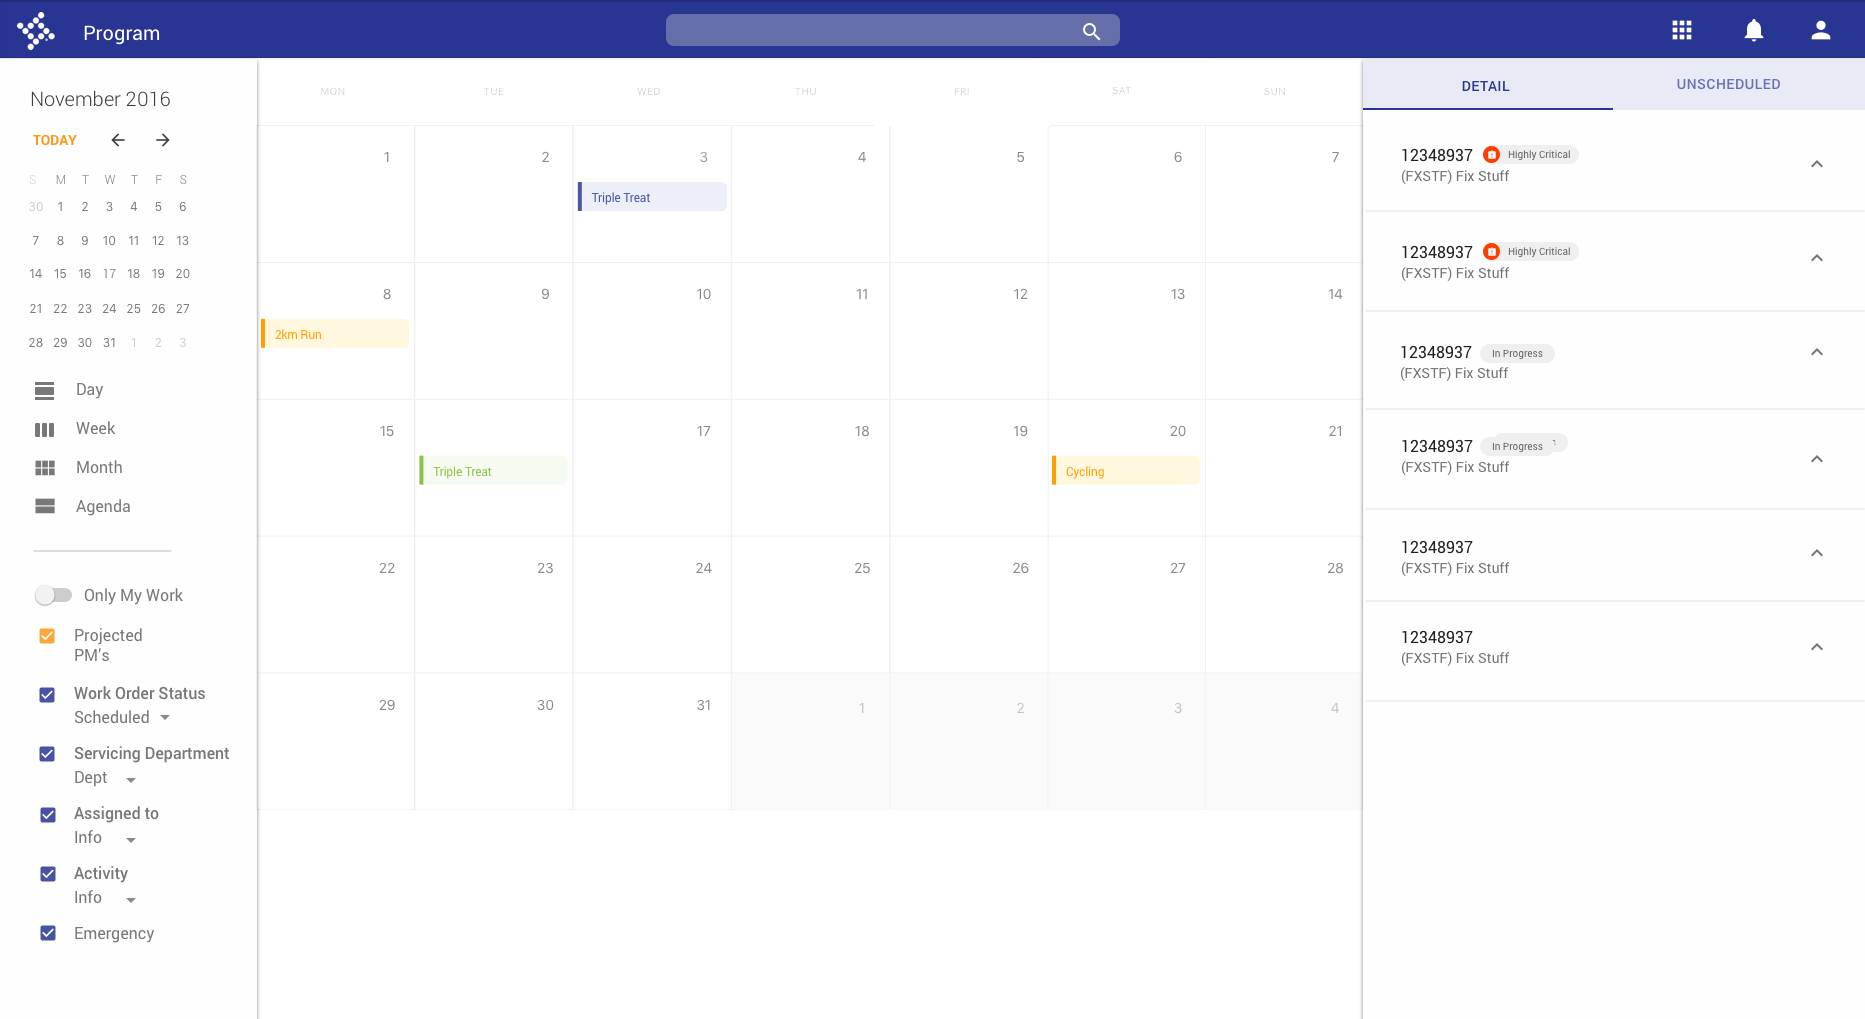 Program
November 2016
TODAY
S M T W T F S
30 1 2 3 4 5 6
7 8 9 10 11 12 13
14 15 16 17 18 19 20
21 22 23 24 25 26 27
28 29 30 31 1 2 3
Day
Week
Month
Agenda
Only My Work
Projected
PM's
Work Order Status
Scheduled
Servicing Department
Dept
Assigned to
Info
Activity
Info
Emergency
MON TUE WED THU FRI SAT SUN
1 2 3 4 5 6 7
Triple Treat
8 9 10 11 12 13 14
2km Run
15 17 18 19 20 21
Triple Treat Cycling
22 23 24 25 26 27 28
29 30 31 1 2 3 4
DETAIL UNSCHEDULED
12348937 Highly Critical
(FXSTF) Fix Stuff
12348937 Highly Critical
(FXSTF) Fix Stuff
12348937 In Progress
(FXSTF) Fix Stuff
12348937 In Progress
(FXSTF) Fix Stuff
12348937
(FXSTF) Fix Stuff
12348937
(FXSTF) Fix Stuff